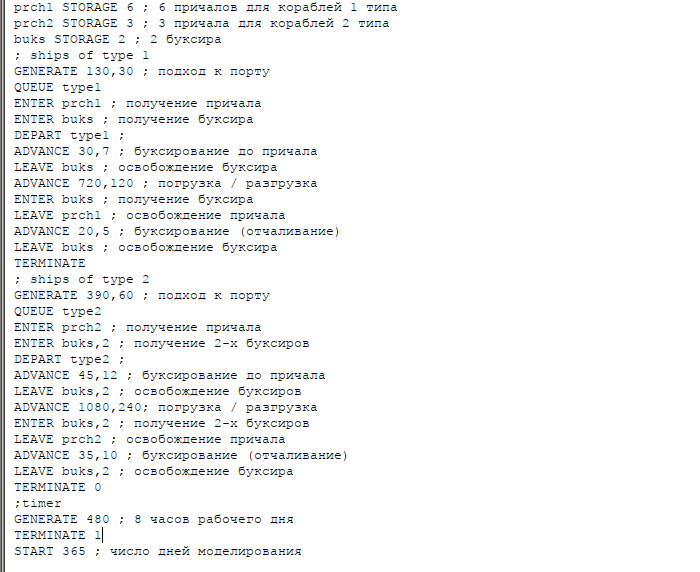 prch1 STORAGE 6 ; 6 причалов для кораблей 1 типа
prch2 STORAGE 3 ; 3 причала для кораблей 2 типа
buks STORAGE 2 ; 2 буксира
; ships of type 1
GENERATE 130,30 ; подход к порту
QUEUE type1
ENTER prch1 ; получение причала
ENTER buks ; получение буксира
DEPART type1 ;
ADVANCE 30,7 ; буксирование до причала
LEAVE buks ; освобождение буксира
ADVANCE 720,120 ; погрузка / разгрузка
ENTER buks ; получение буксира
LEAVE prch1 ; освобождение причала
ADVANCE 20,5 ; буксирование (отчаливание)
LEAVE buks ; освобождение буксира
TERMINATE
; ships of type 2
GENERATE 390,60 ; подход к порту
QUEUE type2
ENTER prch2 ; получение причала
ENTER buks,2 ; получение 2-х буксиров
DEPART type2 ;
ADVANCE 45,12 ; буксирование до причала
LEAVE buks,2 ; освобождение буксиров
ADVANCE 1080,240; погрузка / разгрузка
ENTER buks,2 ; получение 2-х буксиров
LEAVE prch2 ; освобождение причала
ADVANCE 35,10 ; буксирование (отчаливание)
LEAVE buks,2 ; освобождение буксира
TERMINATE 0
;timer
GENERATE 480 ; 8 часов рабочего дня
TERMINATE 1
START 365 ; число дней моделирования